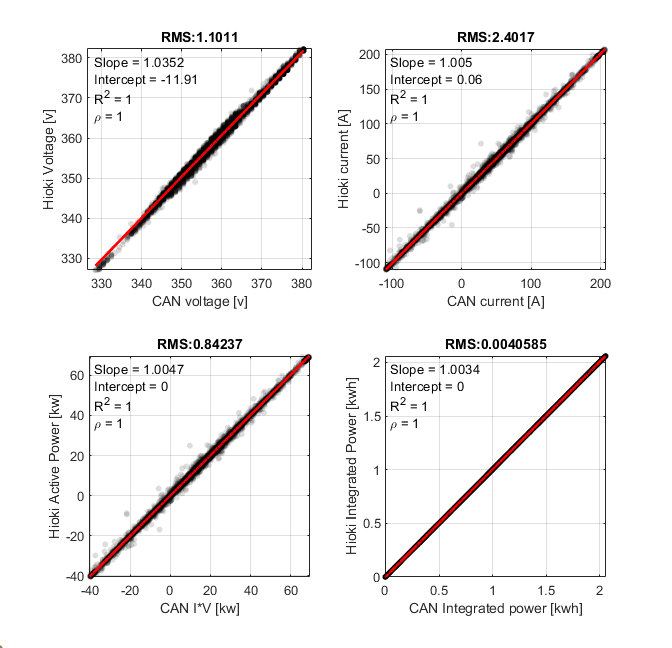 RMS:1.1011
Slope = 1.0352
Intercept = -11.91
R² = 1
ρ = 1
380
370
360
350
340
330
330
340
350
360
370
380
Hioki Voltage [v]
CAN voltage [v]
RMS:2.4017
Slope = 1.005
Intercept = 0.06
R² = 1
ρ = 1
200
150
100
50
0
-50
-100
-100
0
100
200
Hioki current [A]
CAN current [A]
RMS:0.84237
Slope = 1.0047
Intercept = 0
R² = 1
ρ = 1
60
40
20
0
-20
-40
-40
-20
0
20
40
60
Hioki Active Power [kw]
CAN I*V [kw]
RMS:0.0040585
Slope = 1.0034
Intercept = 0
R² = 1
ρ = 1
2
1.5
1
0.5
0
0
0.5
1
1.5
2
Hioki Integrated Power [kwh]
CAN Integrated power [kwh]